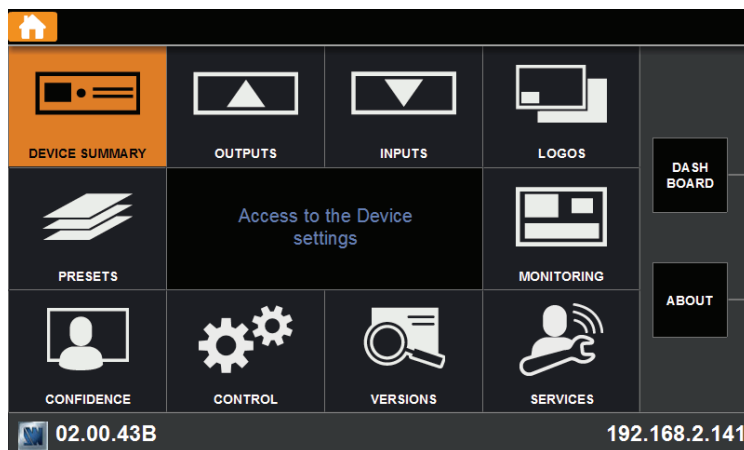 DEVICE SUMMARY
OUTPUTS
INPUTS
LOGOS
DASH
BOARD
PRESETS
Access to the Device
settings
MONITORING
ABOUT
CONFIDENCE
CONTROL
VERSIONS
SERVICES
02.00.43B
192.168.2.141